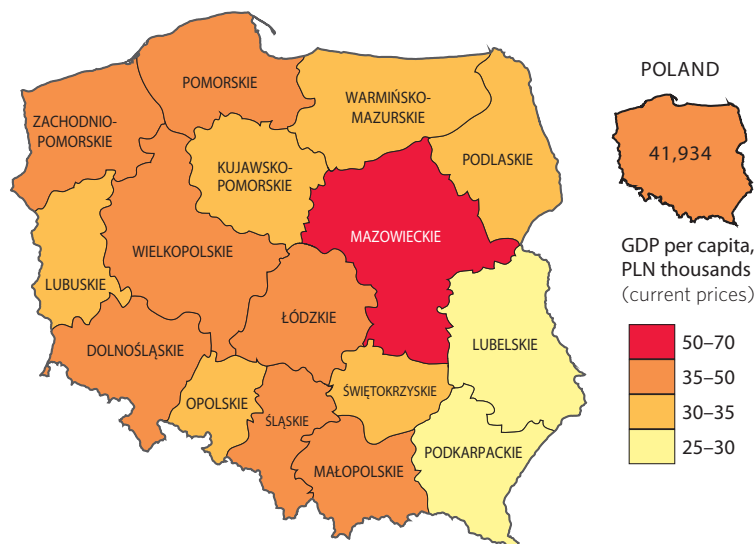 POMORSKIE
WARMIŃSKO-
MAZURSKIE
ZACHODNIO-
POMORSKIE
KUJAWSKO-
POMORSKIE
PODLASKIE
MAZOWIECKIE
WIELKOPOLSKIE
LUBUSKIE
ŁÓDZKIE
LUBELSKIE
DOLNOŚLĄSKIE
ŚWIĘTOKRZYSKIE
OPOLSKIE
ŚLĄSKIE
PODKARPACKIE
MAŁOPOLSKIE
POLAND
41,934
GDP per capita,
PLN thousands
(current prices)
50–70
35–50
30–35
25–30